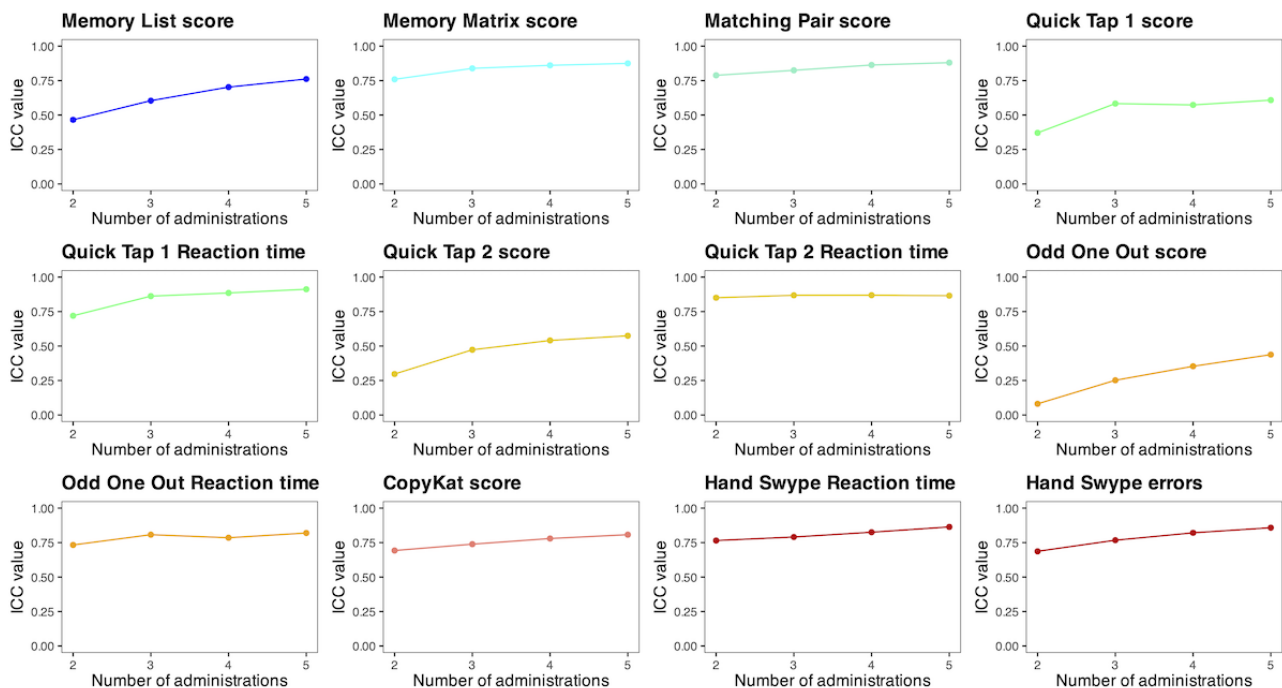 Memory List score
1.00
0.75
0.50
0.25
0.00
ICC value
2 3 4 5
Number of administrations
Memory Matrix score
1.00
0.75
0.50
0.25
0.00
ICC value
2 3 4 5
Number of administrations
Matching Pair score
1.00
0.75
0.50
0.25
0.00
ICC value
2 3 4 5
Number of administrations
Quick Tap 1 score
1.00
0.75
0.50
0.25
0.00
ICC value
2 3 4 5
Number of administrations
Quick Tap 1 Reaction time
1.00
0.75
0.50
0.25
0.00
ICC value
2 3 4 5
Number of administrations
Quick Tap 2 score
1.00
0.75
0.50
0.25
0.00
ICC value
2 3 4 5
Number of administrations
Quick Tap 2 Reaction time
1.00
0.75
0.50
0.25
0.00
ICC value
2 3 4 5
Number of administrations
Odd One Out score
1.00
0.75
0.50
0.25
0.00
ICC value
2 3 4 5
Number of administrations
Odd One Out Reaction time
1.00
0.75
0.50
0.25
0.00
ICC value
2 3 4 5
Number of administrations
CopyKat score
1.00
0.75
0.50
0.25
0.00
ICC value
2 3 4 5
Number of administrations
Hand Swype Reaction time
1.00
0.75
0.50
0.25
0.00
ICC value
2 3 4 5
Number of administrations
Hand Swype errors
1.00
0.75
0.50
0.25
0.00
ICC value
2 3 4 5
Number of administrations